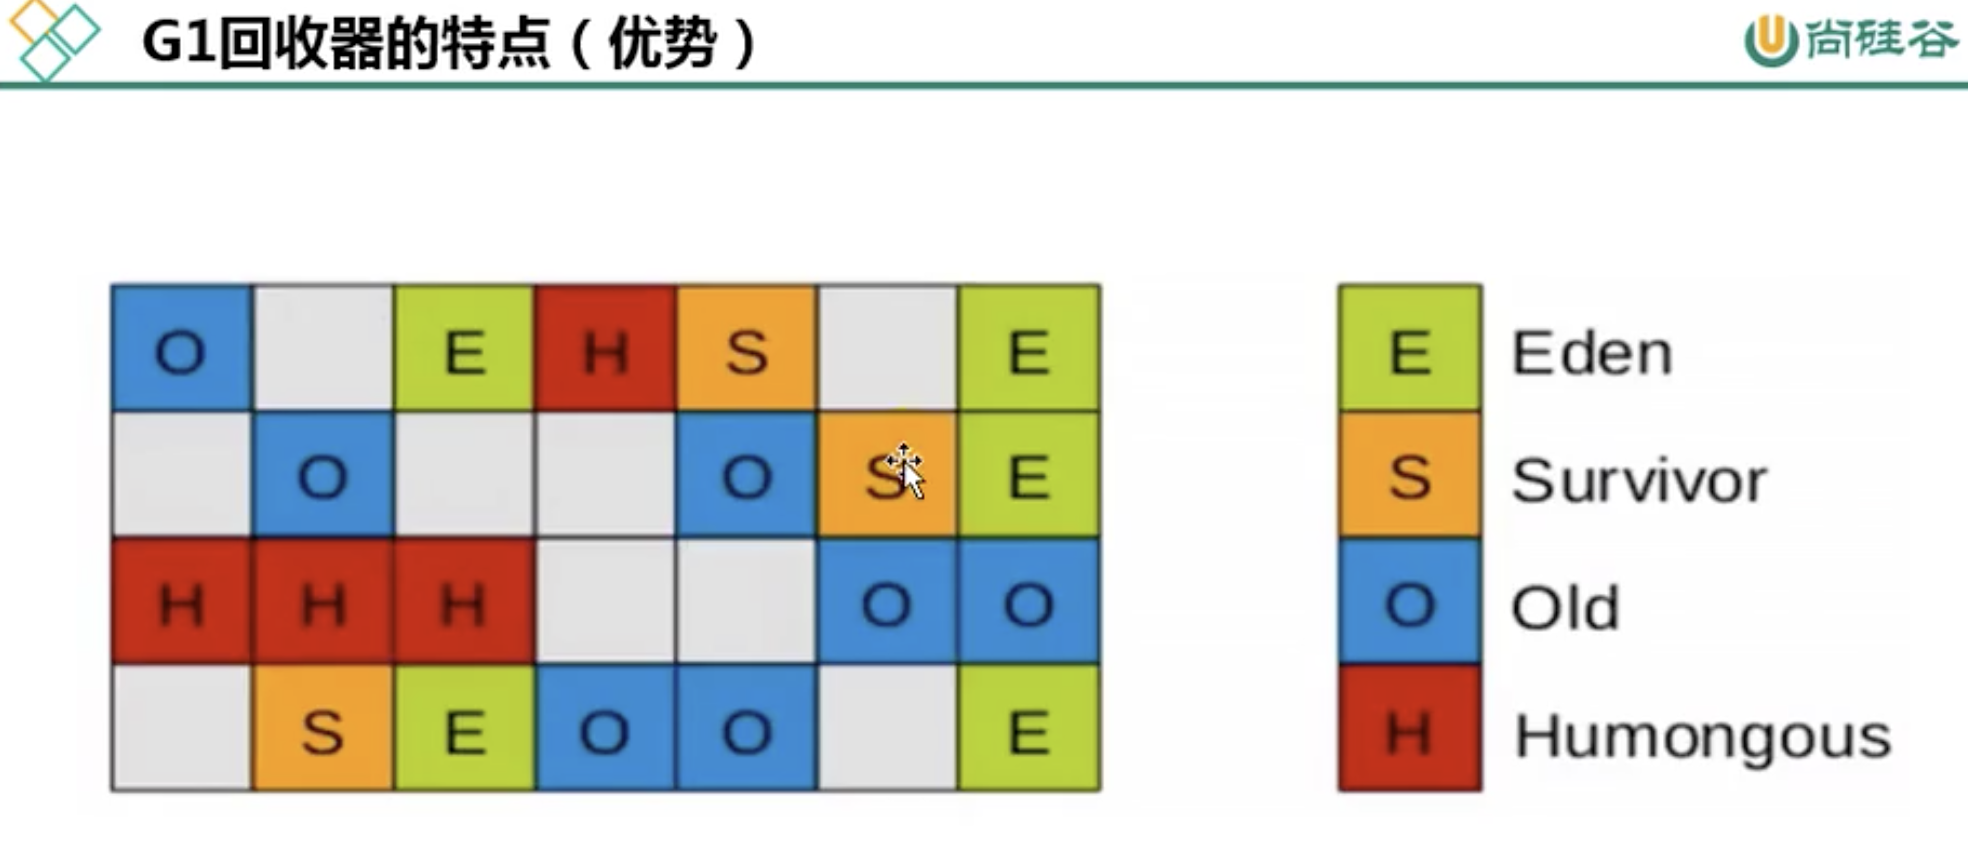 G1回收器的特点（优势）
尚硅谷
O E H S E
O O S E
H H H O O
S E O O E
E Eden
S Survivor
O Old
H Humongous